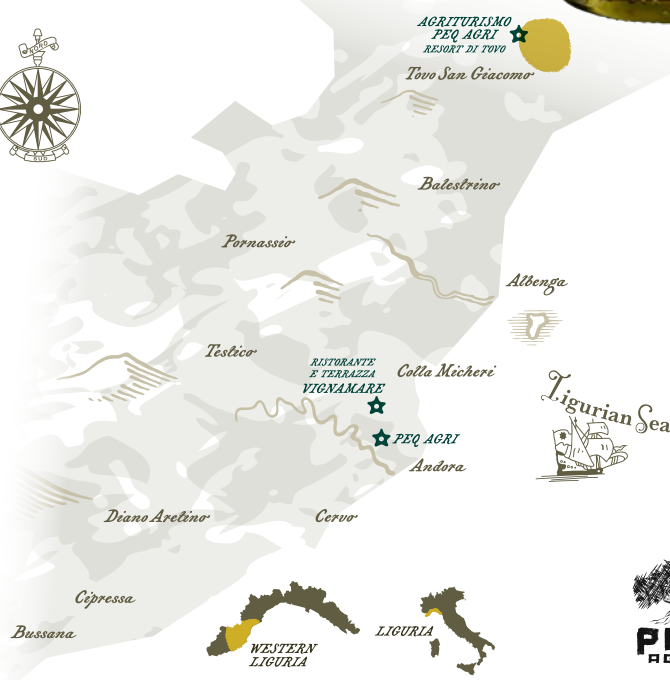 AGRITURISMO
PEQ AGRI
RESORT DI TOVO
NORD
Tovo San Giacomo
SUD
Balestrino
Pornassio
Albenga
Testico
RISTORANTE
E TERRAZZA
VIGNAMARE
Colla Micheri
Ligurian Sea
PEQ AGRI
Andora
Diano Aretino
Cervo
Cipressa
Bussana
WESTERN
LIGURIA
LIGURIA